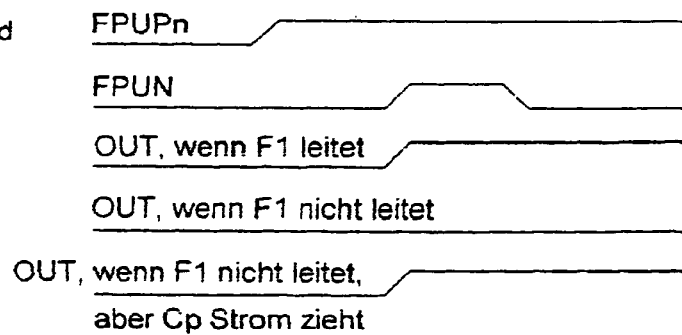 d
FPUPn
FPUN
OUT, wenn F1 leitet
OUT, wenn F1 nicht leitet
OUT, wenn F1 nicht leitet,
aber Cp Strom zieht